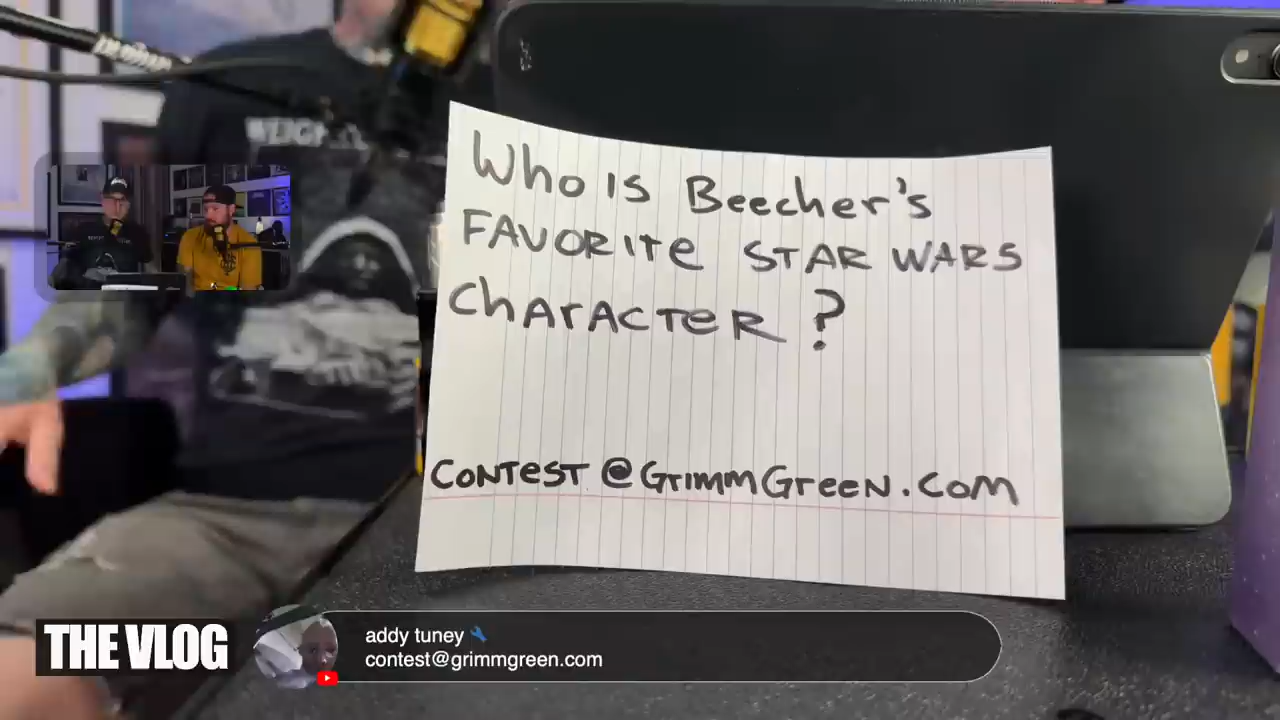 Who is Beecher's
FAVORITE STAR WARS
CHARACTER ?
CONTEST @GrimmGreen.Com
THE VLOG
addy tuney
contest@grimmgreen.com